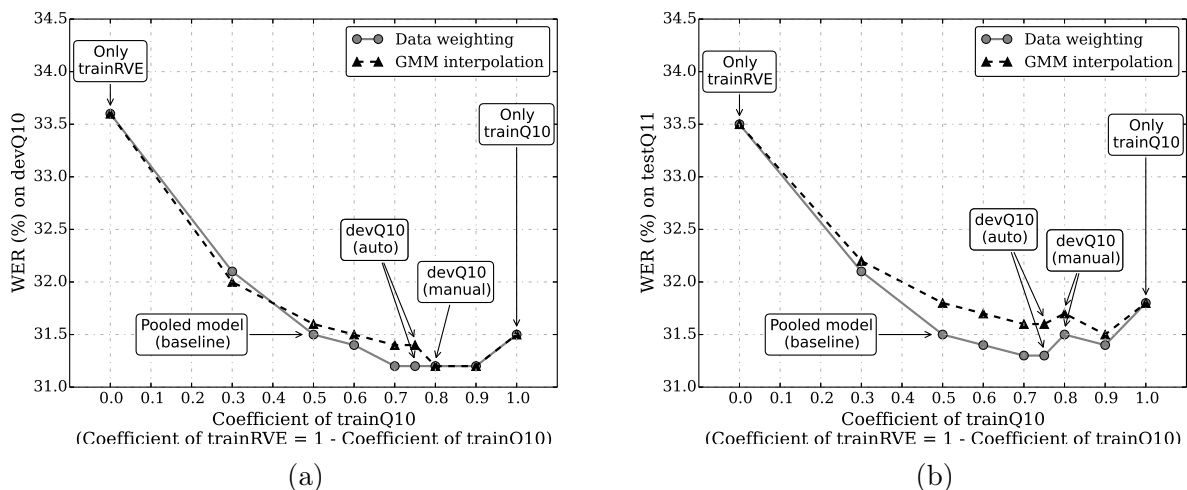 34.5
34.0
33.5
33.0
32.5
32.0
31.5
31.0
WER (%) on devQ10
Data weighting
GMM interpolation
Only
trainRVE
Only
trainQ10
devQ10
(auto)
devQ10
(manual)
Pooled model
(baseline)
0.0 0.1 0.2 0.3 0.4 0.5 0.6 0.7 0.8 0.9 1.0
Coefficient of trainQ10
(Coefficient of trainRVE = 1 - Coefficient of trainQ10)
(a)
34.5
34.0
33.5
33.0
32.5
32.0
31.5
31.0
WER (%) on testQ11
Data weighting
GMM interpolation
Only
trainRVE
Only
trainQ10
devQ10
(auto)
devQ10
(manual)
Pooled model
(baseline)
0.0 0.1 0.2 0.3 0.4 0.5 0.6 0.7 0.8 0.9 1.0
Coefficient of trainQ10
(Coefficient of trainRVE = 1 - Coefficient of trainQ10)
(b)